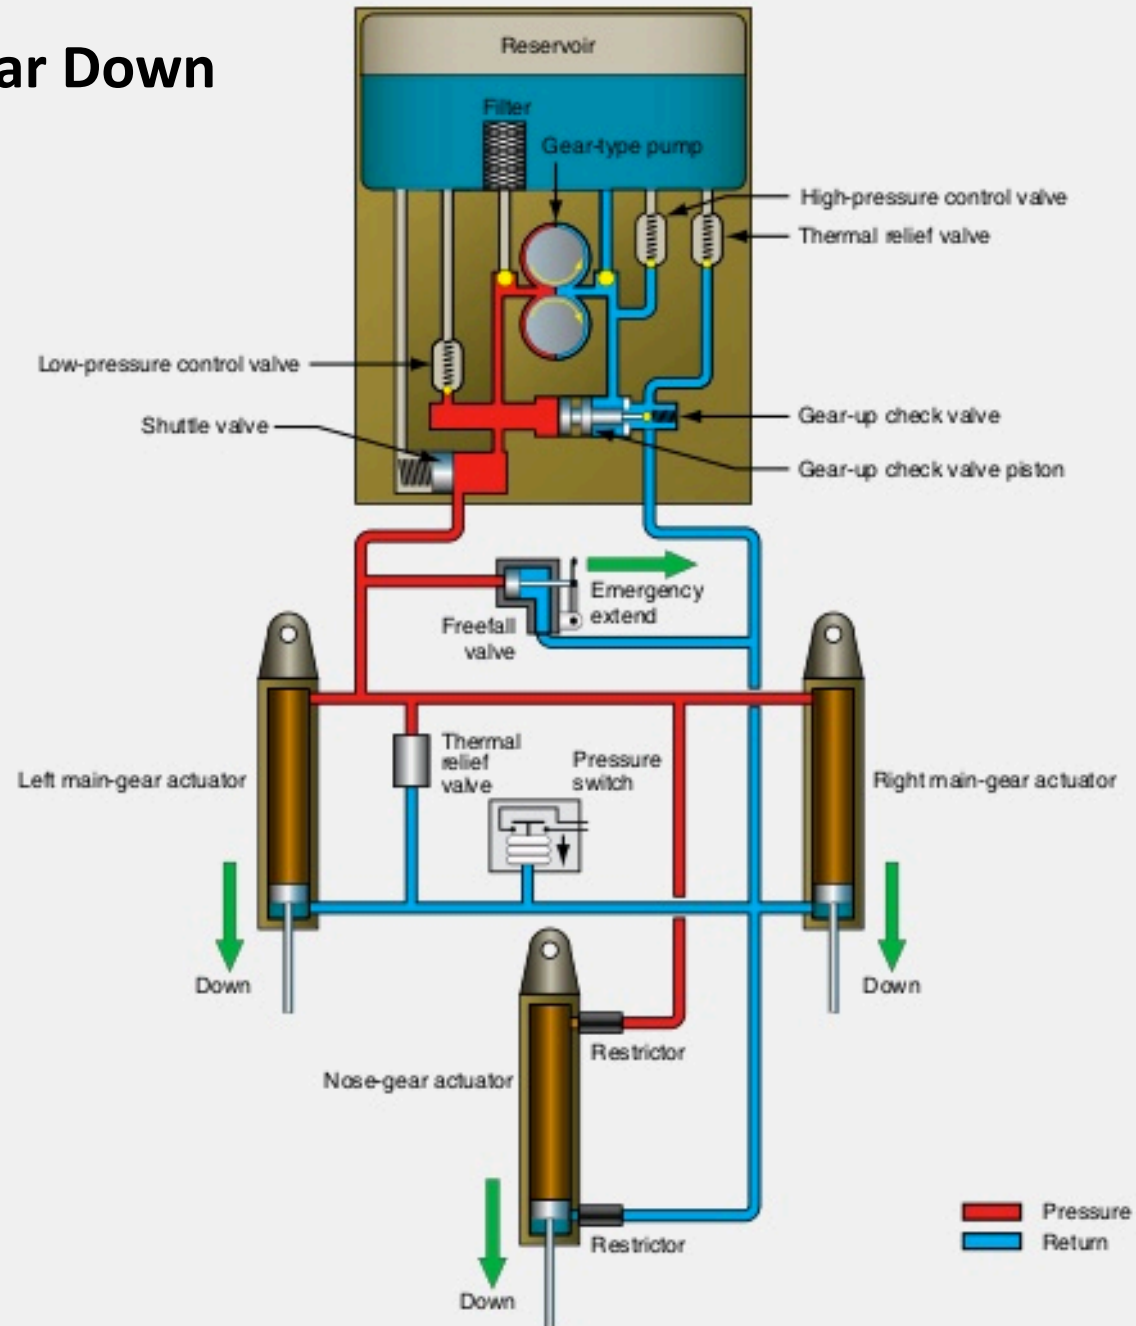 ar Down
Reservoir
Filter
Gear-type pump
High-pressure control valve
Thermal relief valve
Low-pressure control valve
Shuttle valve
Gear-up check valve
Gear-up check valve piston
Emergency
extend
Freefall
valve
Thermal
relief
valve
Pressure
switch
Left main-gear actuator
Right main-gear actuator
Down
Down
Restrictor
Nose-gear actuator
Restrictor
Down
Pressure
Return